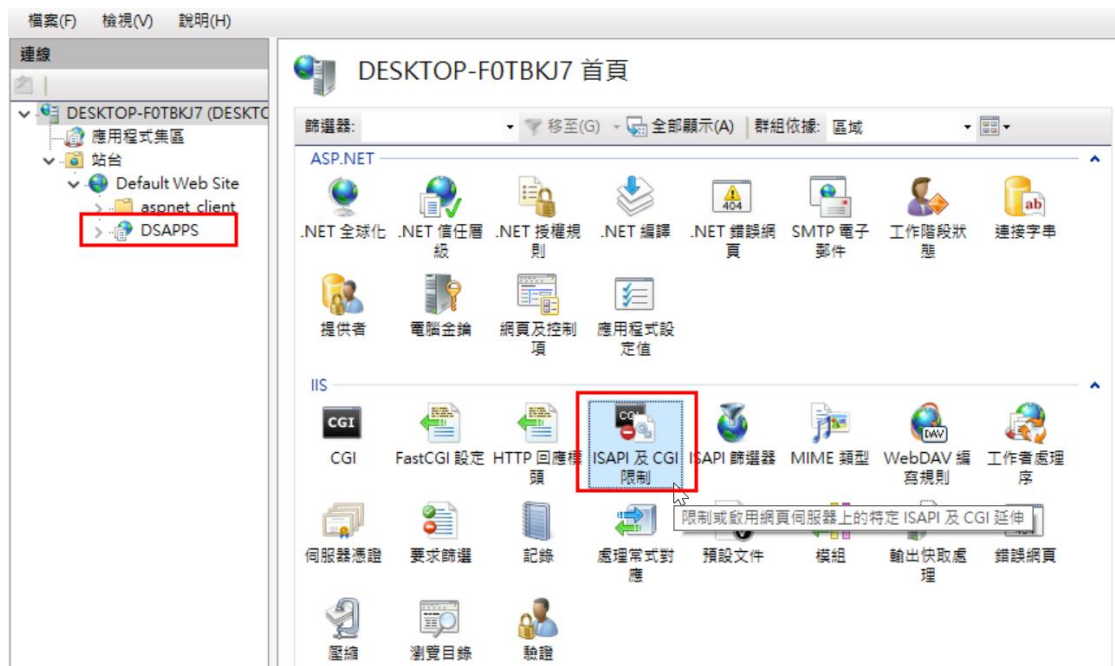 檔案(F) 檢視(V) 說明(H)
連線
DESKTOP-F0TBKJ7 (DESKTO
應用程式集區
站台
Default Web Site
aspnet_client
DSAPPS
DESKTOP-F0TBKJ7 首頁
篩選器: 移至(G) 全部顯示(A) 群組依據: 區域
ASP.NET
.NET 全球化 .NET 信任層級 .NET 授權規則 .NET 編譯 .NET 錯誤網頁 SMTP 電子郵件 工作階段狀態 連接字串
404
ab
提供者 電腦金鑰 網頁及控制項 應用程式設定值
IIS
CGI
CGI
DAV
CGI FastCGI 設定 HTTP 回應標頭 ISAPI 及 CGI 限制 ISAPI 篩選器 MIME 類型 WebDAV 編寫規則 工作者處理序
限制或啟用網頁伺服器上的特定 ISAPI 及 CGI 延伸
伺服器憑證 要求篩選 記錄 處理常式對應 預設文件 模組 輸出快取處理 錯誤網頁
壓縮 瀏覽目錄 驗證